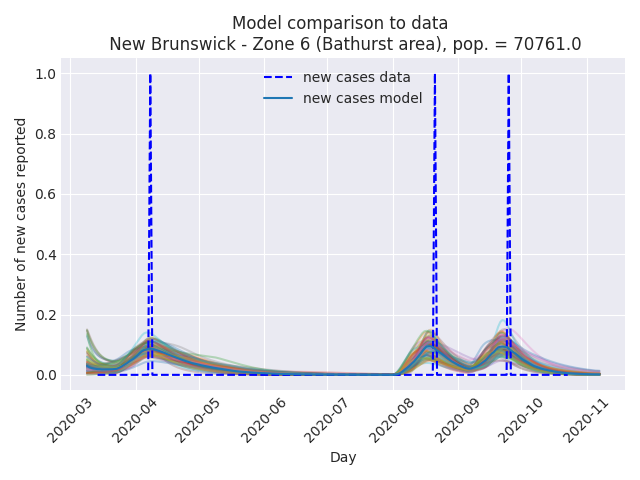 Model comparison to data
New Brunswick - Zone 6 (Bathurst area), pop. = 70761.0
new cases data
new cases model
Number of new cases reported
1.0
0.8
0.6
0.4
0.2
0.0
2020-03
2020-04
2020-05
2020-06
2020-07
2020-08
2020-09
2020-10
2020-11
Day